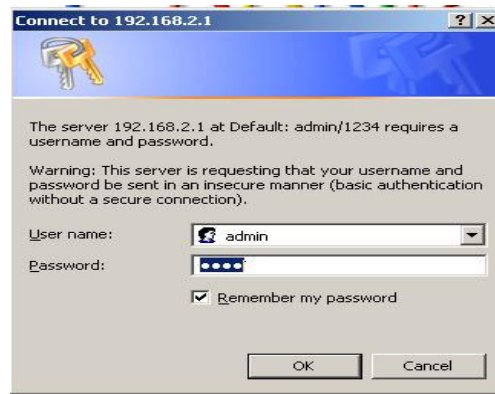 Connect to 192.168.2.1
The server 192.168.2.1 at Default: admin/1234 requires a
username and password.
Warning: This server is requesting that your username and
password be sent in an insecure manner (basic authentication
without a secure connection).
User name:
admin
Password:
●●●●
Remember my password
OK
Cancel